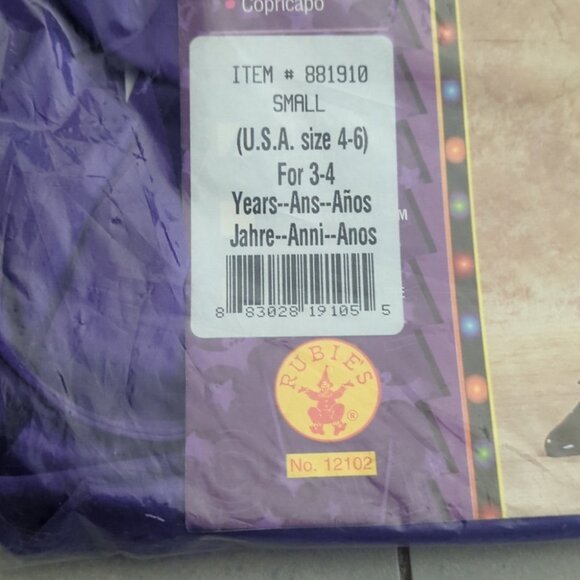 • Copricapo
ITEM # 881910
SMALL
(U.S.A. size 4-6)
For 3-4
Years--Ans--Años
Jahre--Anni--Anos
8 83028 19105 5
RUBIE'S
®
No. 12102